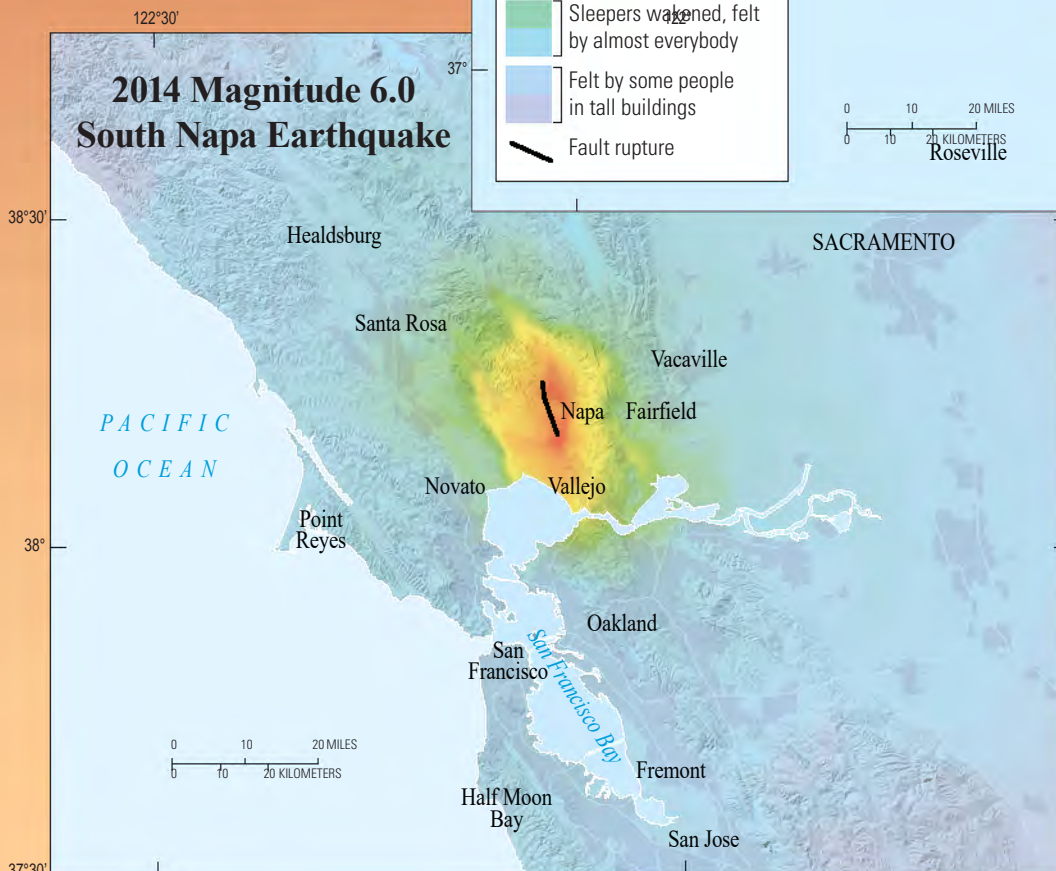 122°30'
122°
Sleepers wakened, felt
by almost everybody
37°
Felt by some people
in tall buildings
Fault rupture
2014 Magnitude 6.0
South Napa Earthquake
0 10 20 MILES
0 10 20 KILOMETERS
Roseville
38°30'
Healdsburg
SACRAMENTO
Santa Rosa
Vacaville
PACIFIC
OCEAN
Napa
Fairfield
Novato
Vallejo
Point
Reyes
38°
Oakland
San
Francisco
San Francisco Bay
0 10 20 MILES
0 10 20 KILOMETERS
Fremont
Half Moon
Bay
San Jose
37°30'